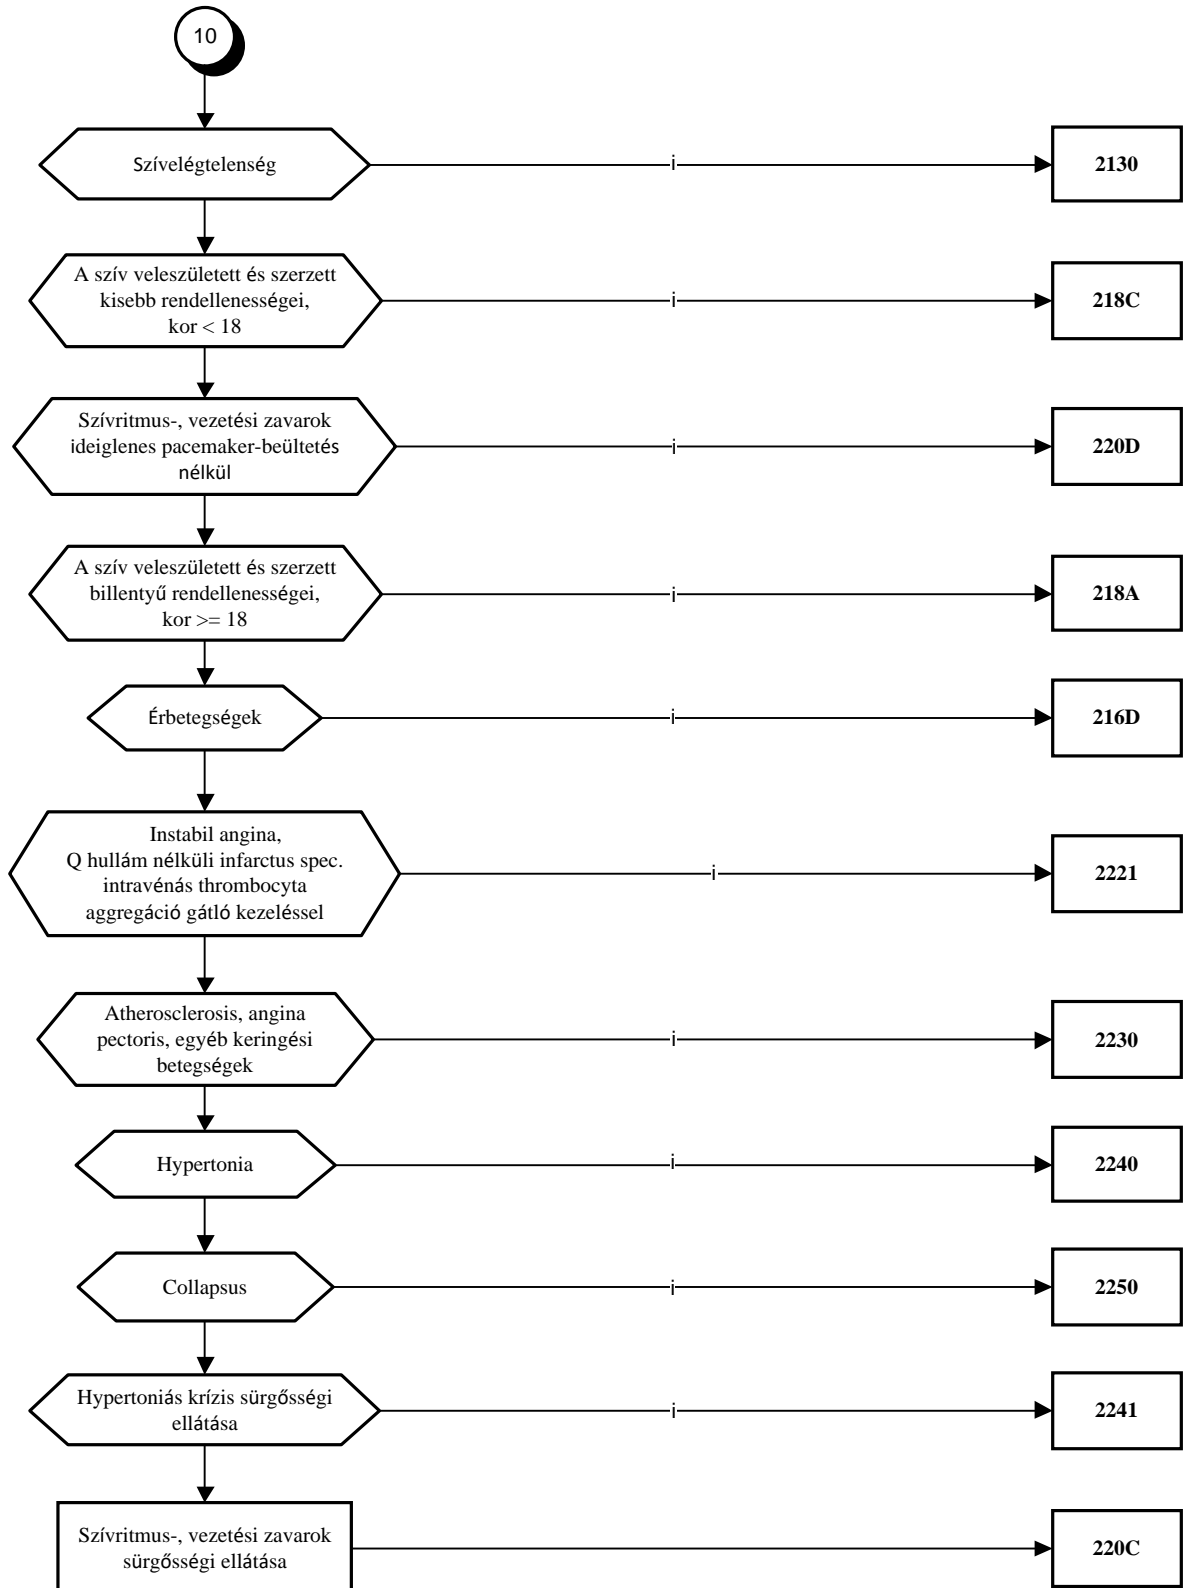 10
Szívelégtelenség
i
2130
A szív veleszületett és szerzett
kisebb rendellenességei,
kor < 18
i
218C
Szívritmus-, vezetési zavarok
ideiglenes pacemaker-beültetés
nélkül
i
220D
A szív veleszületett és szerzett
billentyű rendellenességei,
kor >= 18
i
218A
Érbetegségek
i
216D
Instabil angina,
Q hullám nélküli infarctus spec.
intravénás thrombocyta
aggregáció gátló kezeléssel
i
2221
Atherosclerosis, angina
pectoris, egyéb keringési
betegségek
i
2230
Hypertonia
i
2240
Collapsus
i
2250
Hypertoniás krízis sürgősségi
ellátása
i
2241
Szívritmus-, vezetési zavarok
sürgősségi ellátása
220C